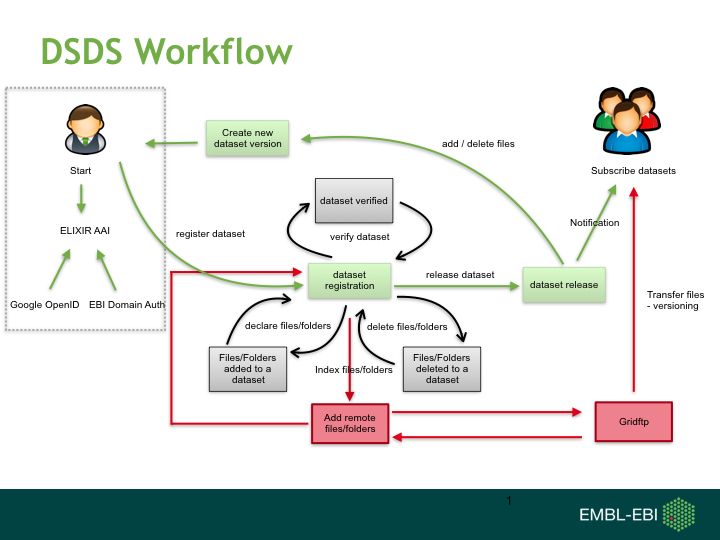 DSDS Workflow
Create new
dataset version
add / delete files
Start
Subscribe datasets
dataset verified
ELIXIR AAI
register dataset
verify dataset
Notification
dataset
registration
release dataset
dataset release
Google OpenID
EBI Domain Auth
Transfer files
- versioning
declare files/folders
delete files/folders
Files/Folders
added to a
dataset
Index files/folders
Files/Folders
deleted to a
dataset
Add remote
files/folders
Gridftp
1
EMBL-EBI